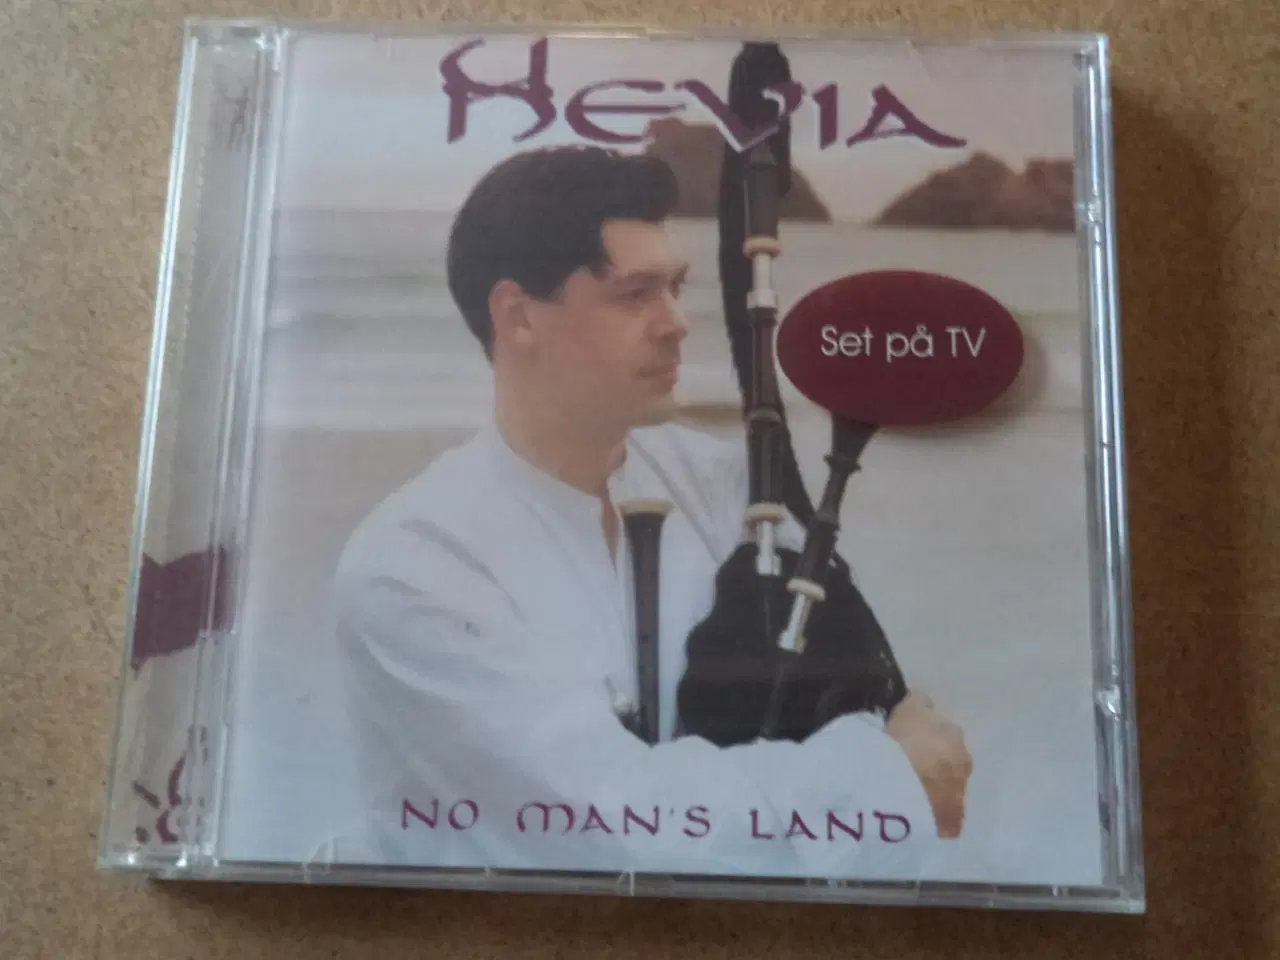 HEVIA
Set på TV
NO MAN'S LAND